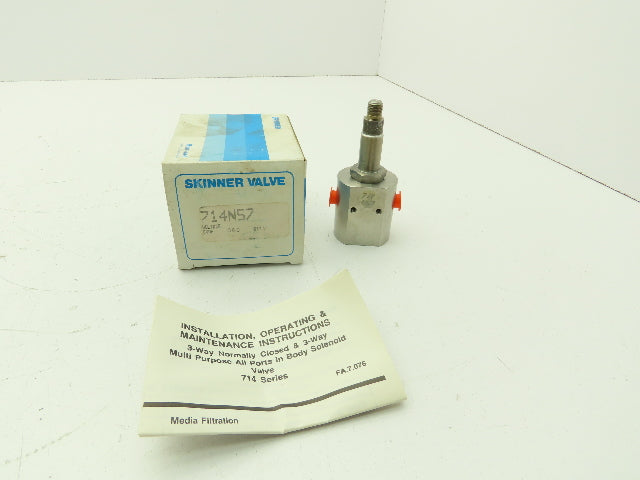 SKINNER VALVE
714N57
INSTALLATION, OPERATING &
MAINTENANCE INSTRUCTIONS
3-Way Normally Closed & 3-Way
Multi Purpose All Ports In Body Solenoid
Valve
714 Series
FA.7.076
Media Filtration